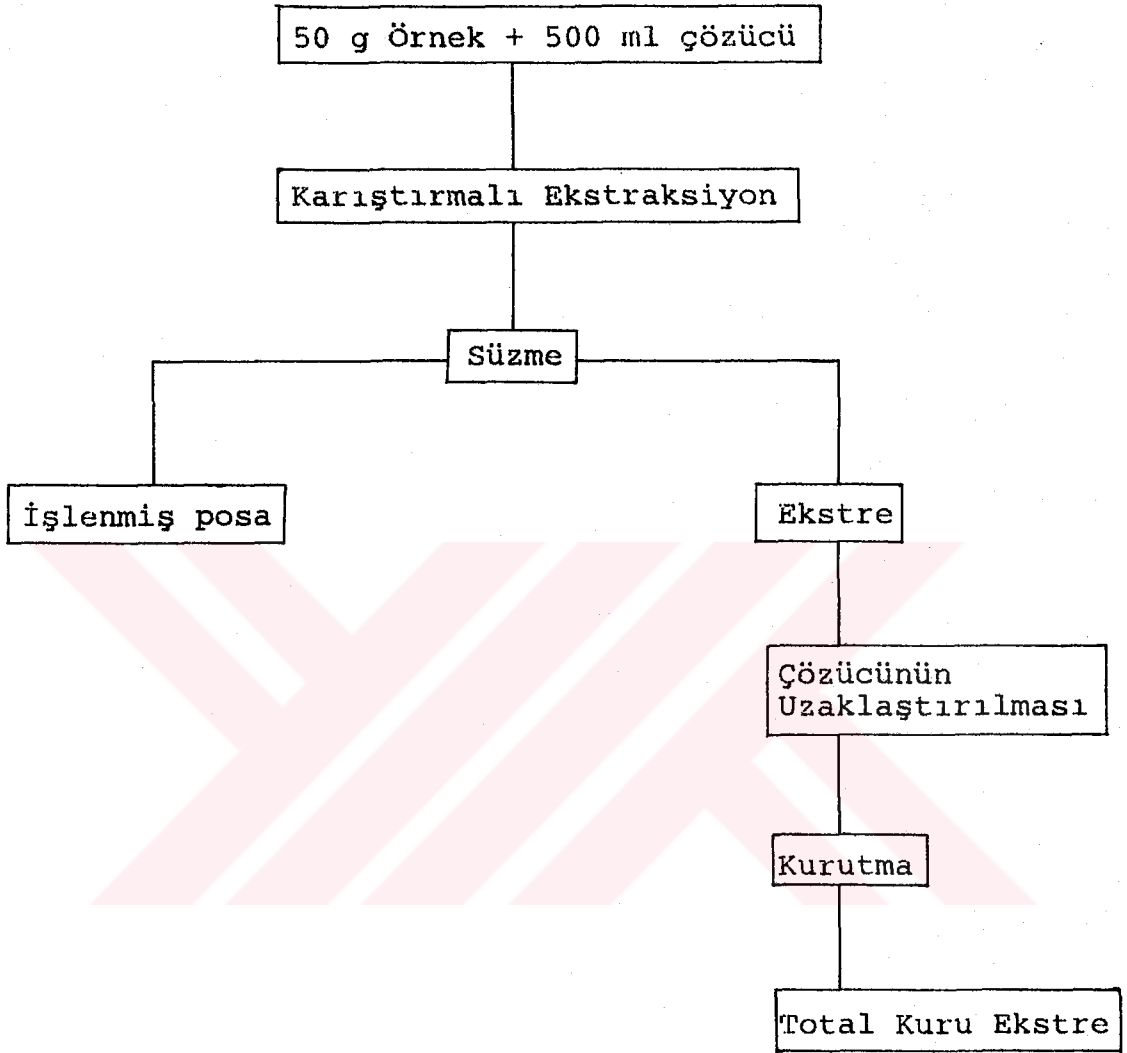 50 g Örnek + 500 ml çözücü
Karıştırmalı Ekstraksiyon
Süzme
İşlenmiş posa
Ekstre
Çözücünün
Uzaklaştırılması
Kurutma
Total Kuru Ekstre